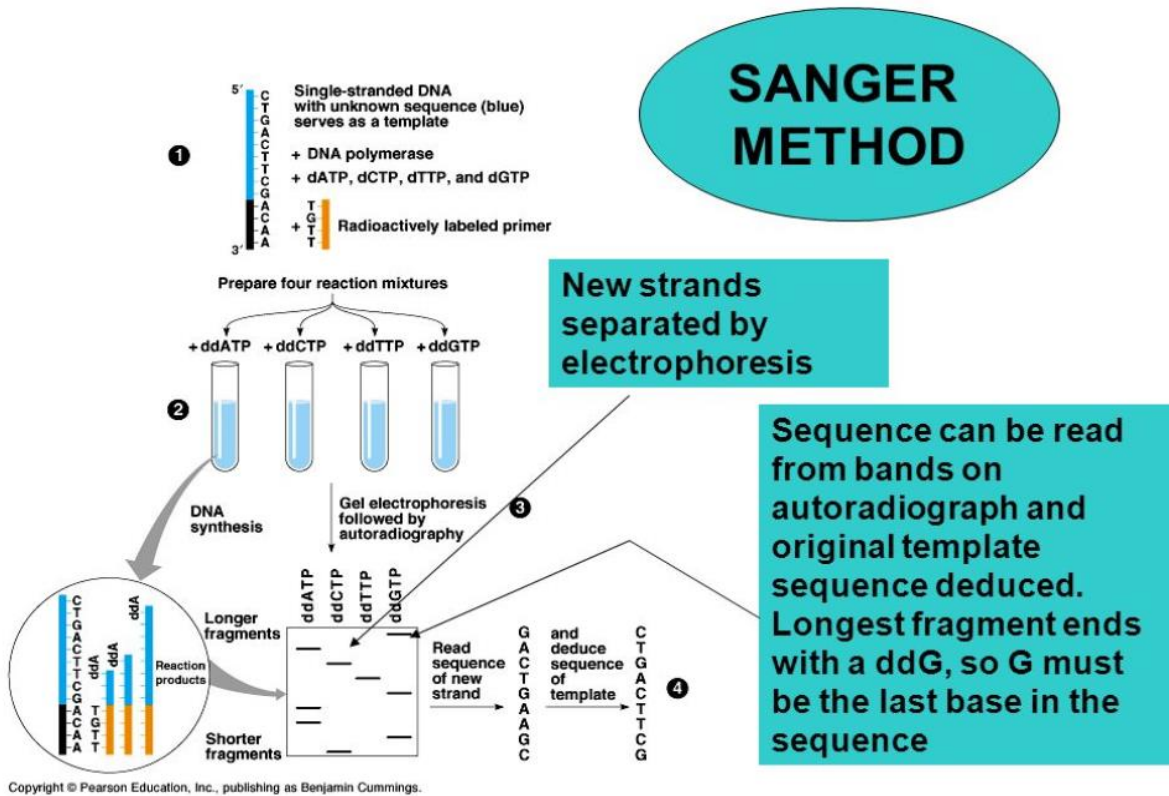 SANGER
METHOD
5′
C
T
G
A
C
T
T
C
G
A
C
A
A
3′
1
Single-stranded DNA
with unknown sequence (blue)
serves as a template
+ DNA polymerase
+ dATP, dCTP, dTTP, and dGTP
+
T
G
T
T
Radioactively labeled primer
Prepare four reaction mixtures
+ ddATP + ddCTP + ddTTP + ddGTP
2
New strands
separated by
electrophoresis
DNA
synthesis
Gel electrophoresis
followed by
autoradiography
3
Sequence can be read
from bands on
autoradiograph and
original template
sequence deduced.
Longest fragment ends
with a ddG, so G must
be the last base in the
sequence
ddATP
ddCTP
ddTTP
ddGTP
Longer
fragments
Shorter
fragments
C
T
G
A
C
T
T
C
G
A
C
A
A
T
G
T
T
ddA
ddA
ddA
Reaction
products
Read
sequence
of new
strand
G
A
C
T
G
A
A
G
C
and
deduce
sequence
of
template
C
T
G
A
C
T
T
C
G
4
Copyright © Pearson Education, Inc., publishing as Benjamin Cummings.